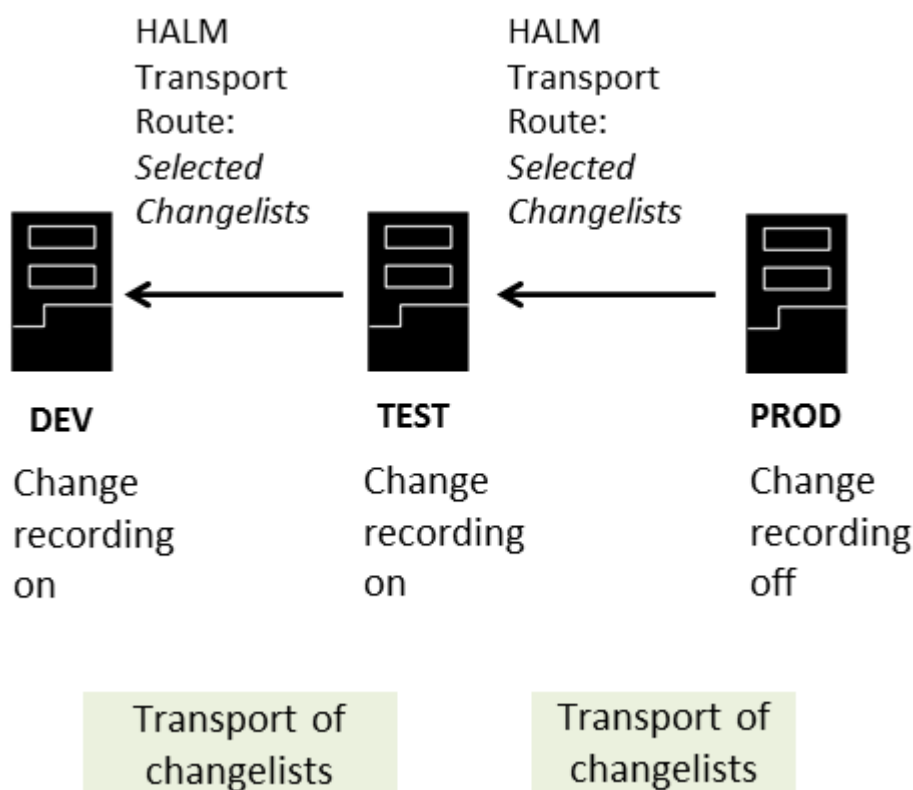 HALM
Transport
Route:
Selected
Changelists
HALM
Transport
Route:
Selected
Changelists
DEV
TEST
PROD
Change
recording
on
Change
recording
on
Change
recording
off
Transport of
changelists
Transport of
changelists